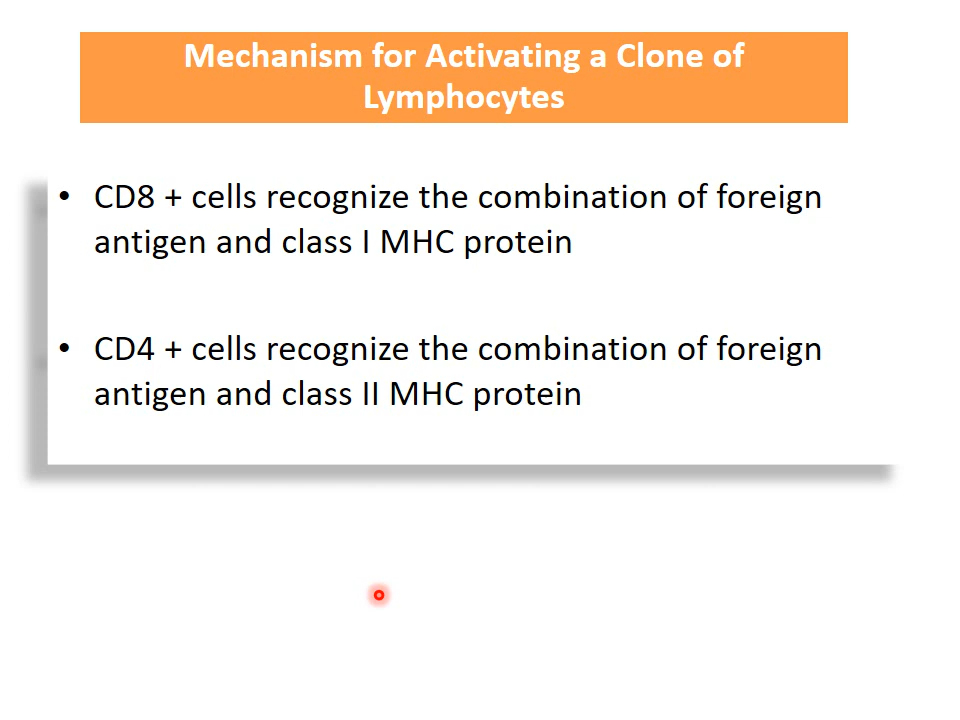 Mechanism for Activating a Clone of
Lymphocytes
• CD8 + cells recognize the combination of foreign
antigen and class I MHC protein
• CD4 + cells recognize the combination of foreign
antigen and class II MHC protein